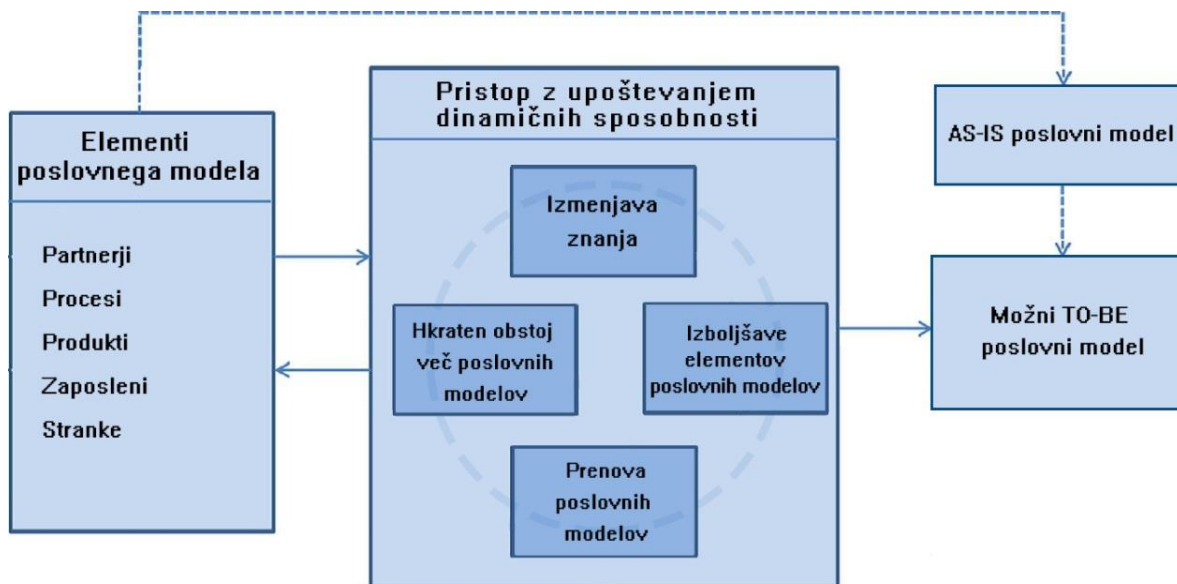 Elementi
poslovnega modela
Partnerji
Procesi
Produkti
Zaposleni
Stranke
Pristop z upoštevanjem
dinamičnih sposobnosti
Izmenjava
znanja
Hkraten obstoj
več poslovnih
modelov
Izboljšave
elementov
poslovnih modelov
Prenova
poslovnih
modelov
AS-IS poslovni model
Možni TO-BE
poslovni model